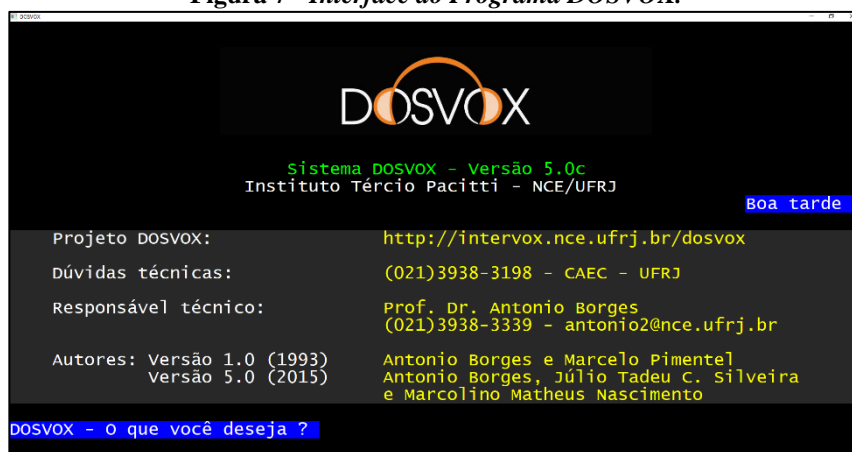 Figura 7 - Interface do Programa DOSVOX.
DOSVOX
DOSVOX
Sistema DOSVOX - Versão 5.0c
Instituto Tércio Pacitti - NCE/UFRJ
Boa tarde
Projeto DOSVOX: http://intervox.nce.ufrj.br/dosvox
Dúvidas técnicas: (021)3938-3198 - CAEC - UFRJ
Responsável técnico: Prof. Dr. Antonio Borges
(021)3938-3339 - antonio2@nce.ufrj.br
Autores: Versão 1.0 (1993) Antonio Borges e Marcelo Pimentel
Versão 5.0 (2015) Antonio Borges, Júlio Tadeu C. Silveira
e Marcolino Matheus Nascimento
DOSVOX - O que você deseja ?